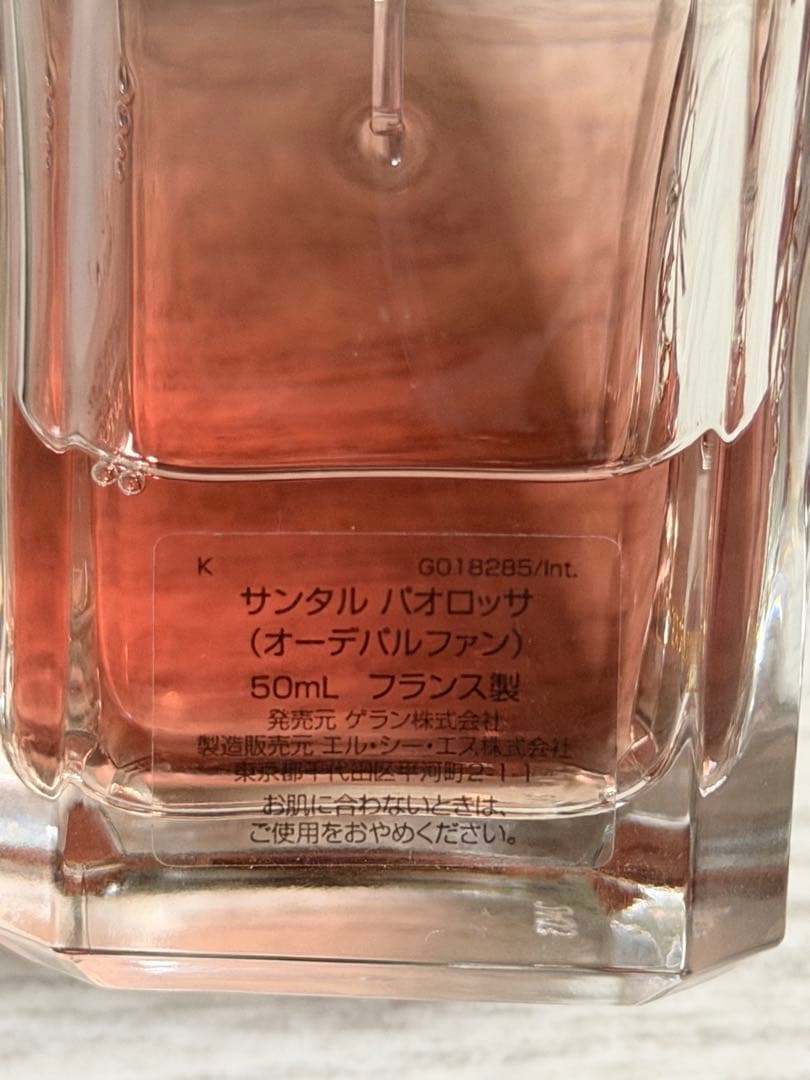 K G018285/Int.
サンタル パオロッサ
(オーデパルファン)
50mL フランス製
発売元 ゲラン株式会社
製造販売元 エル・シー・エス株式会社
東京都千代田区平河町2-1-1
お肌に合わないときは、
ご使用をおやめください。